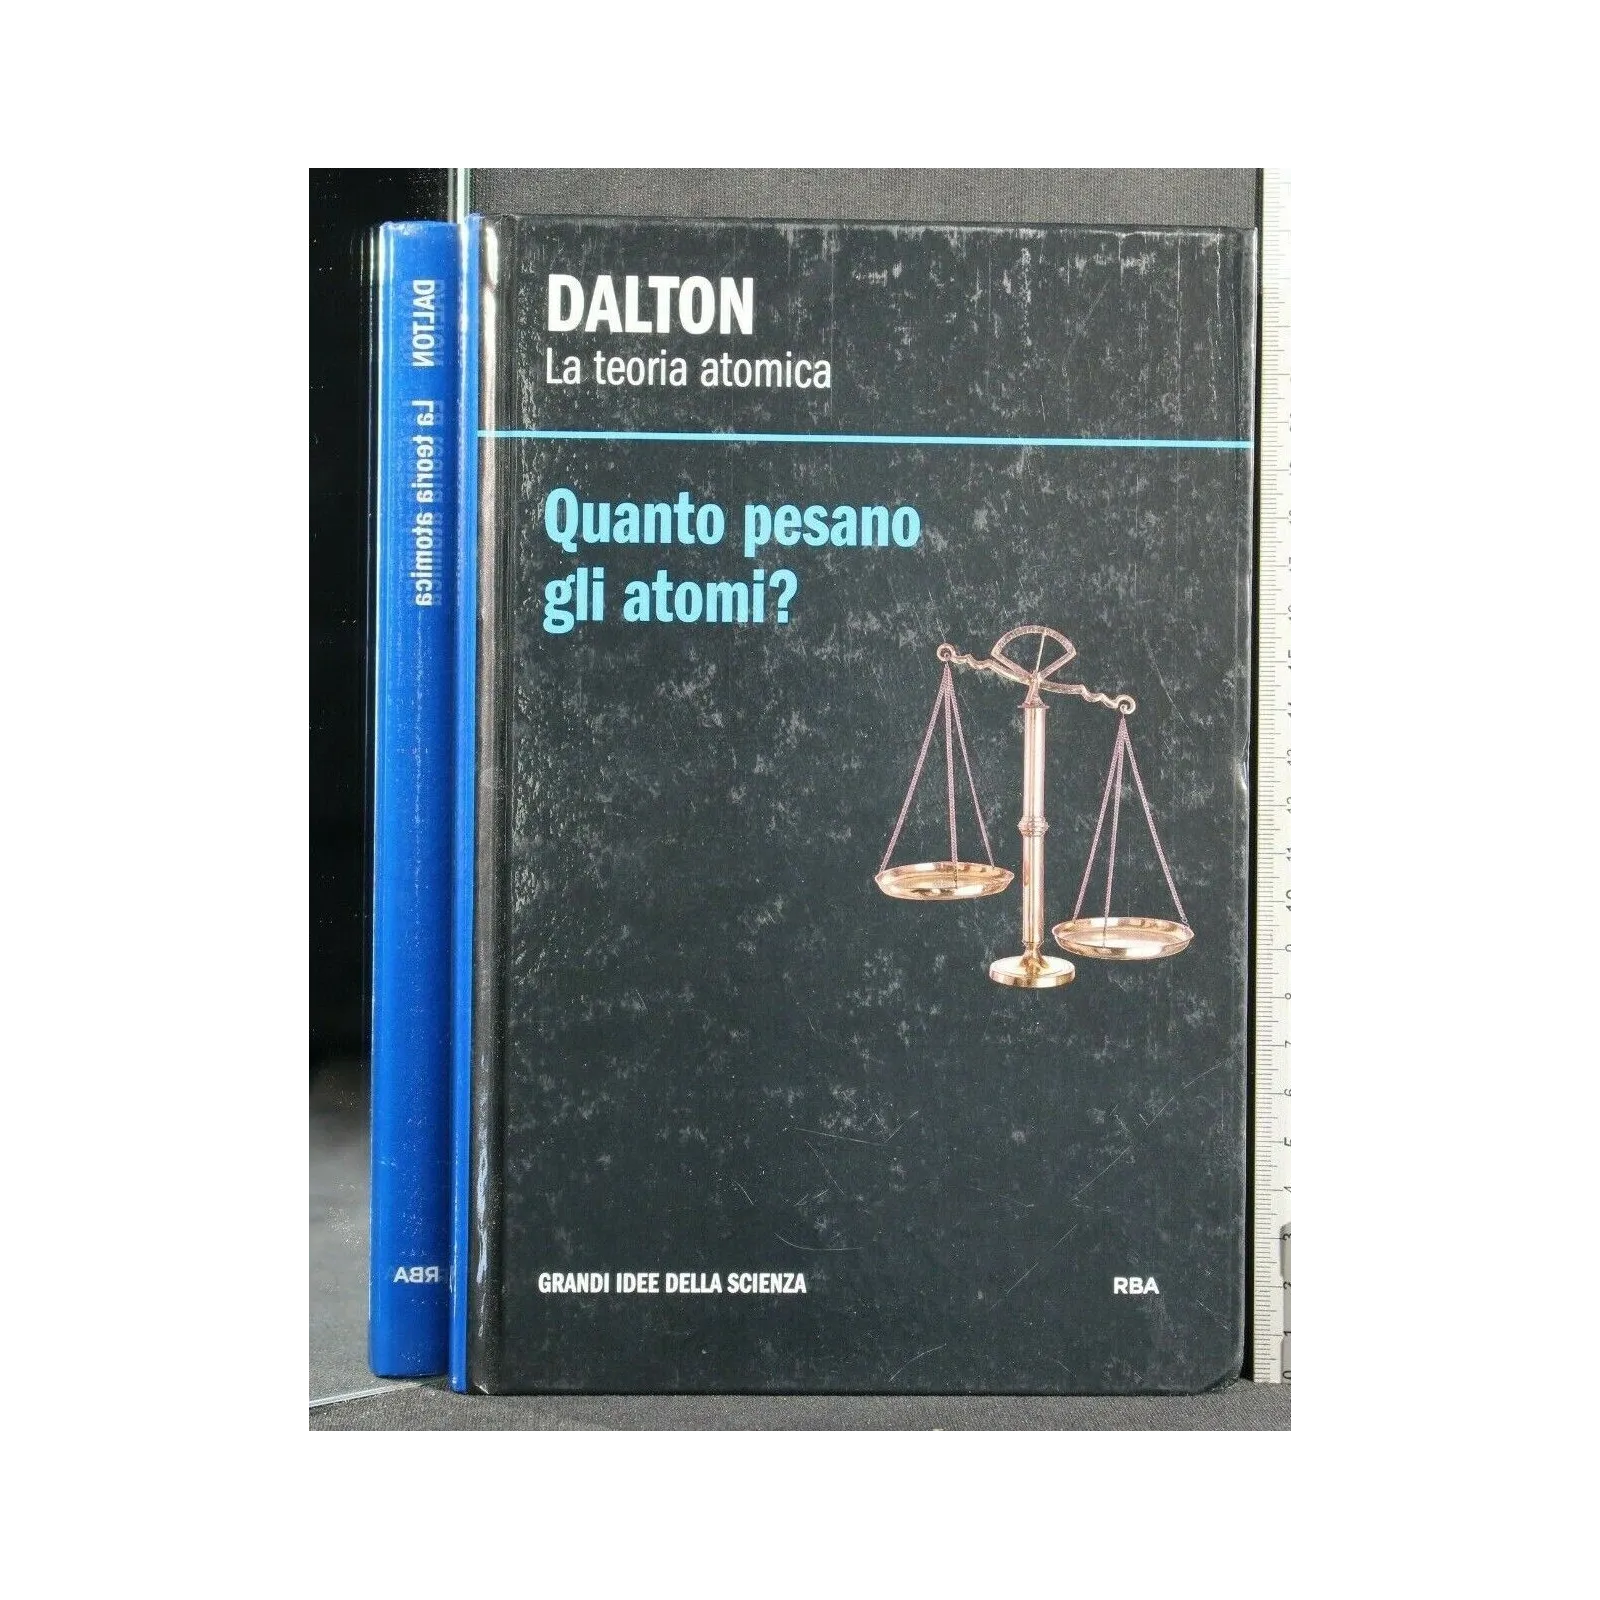 DALTON
La teoria atomica
Quanto pesano
gli atomi?
GRANDI IDEE DELLA SCIENZA
RBA
DALTON La teoria atomica
RBA